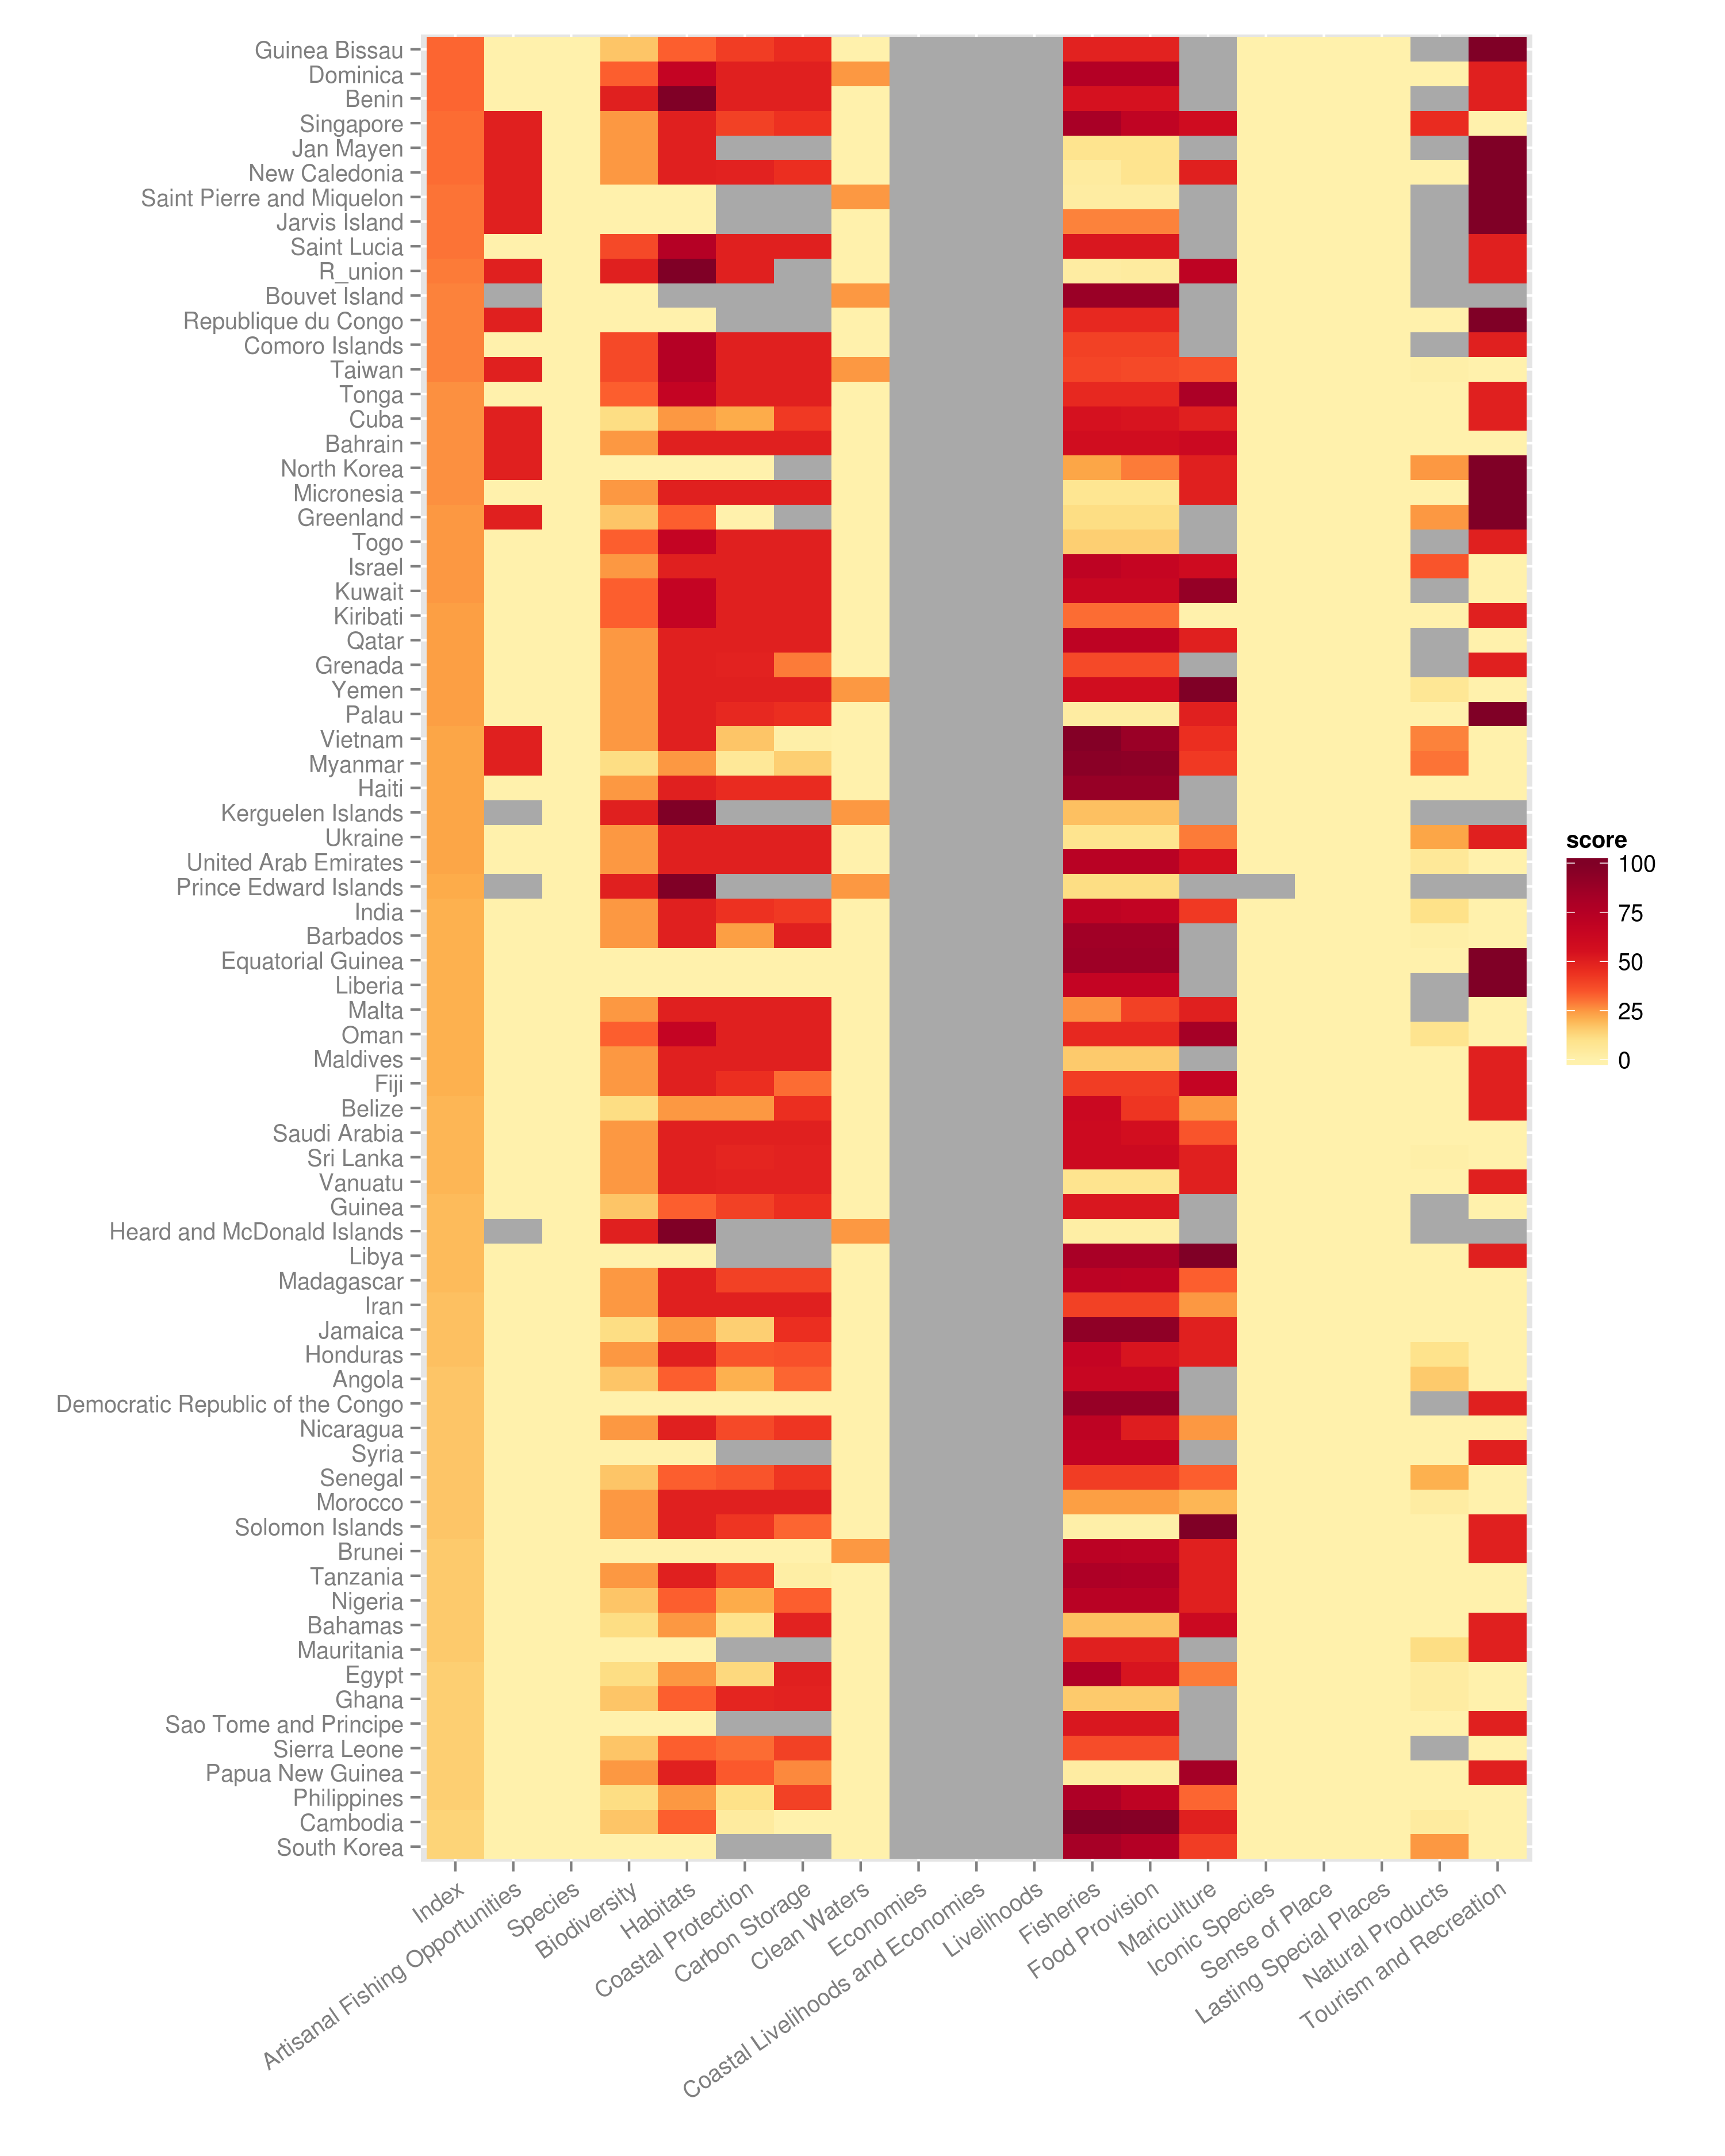 Guinea Bissau
Dominica
Benin
Singapore
Jan Mayen
New Caledonia
Saint Pierre and Miquelon
Jarvis Island
Saint Lucia
R_union
Bouvet Island
Republique du Congo
Comoro Islands
Taiwan
Tonga
Cuba
Bahrain
North Korea
Micronesia
Greenland
Togo
Israel
Kuwait
Kiribati
Qatar
Grenada
Yemen
Palau
Vietnam
Myanmar
Haiti
Kerguelen Islands
Ukraine
United Arab Emirates
Prince Edward Islands
India
Barbados
Equatorial Guinea
Liberia
Malta
Oman
Maldives
Fiji
Belize
Saudi Arabia
Sri Lanka
Vanuatu
Guinea
Heard and McDonald Islands
Libya
Madagascar
Iran
Jamaica
Honduras
Angola
Democratic Republic of the Congo
Nicaragua
Syria
Senegal
Morocco
Solomon Islands
Brunei
Tanzania
Nigeria
Bahamas
Mauritania
Egypt
Ghana
Sao Tome and Principe
Sierra Leone
Papua New Guinea
Philippines
Cambodia
South Korea
score
100
75
50
25
0
Index
Artisanal Fishing Opportunities
Species
Biodiversity
Habitats
Coastal Protection
Carbon Storage
Clean Waters
Economies
Coastal Livelihoods and Economies
Livelihoods
Fisheries
Food Provision
Mariculture
Iconic Species
Sense of Place
Lasting Special Places
Natural Products
Tourism and Recreation